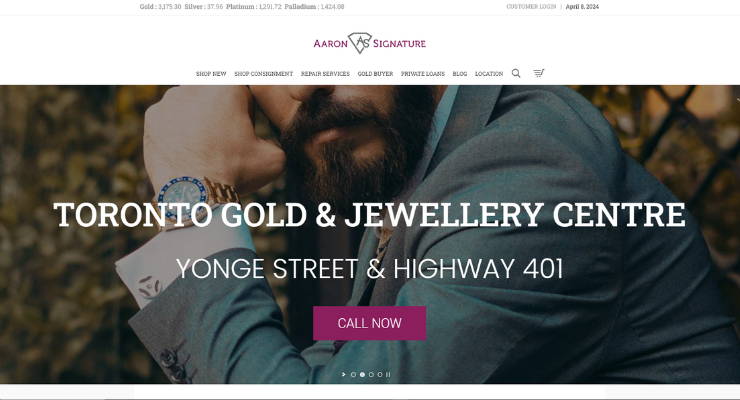 Gold : 3,175.30 Silver : 37.96 Platinum : 1,291.72 Palladium : 1,424.08
CUSTOMER LOGIN | April 8, 2024
AARON AS SIGNATURE
SHOP NEW SHOP CONSIGNMENT REPAIR SERVICES GOLD BUYER PRIVATE LOANS BLOG LOCATION
TORONTO GOLD & JEWELLERY CENTRE
YONGE STREET & HIGHWAY 401
CALL NOW